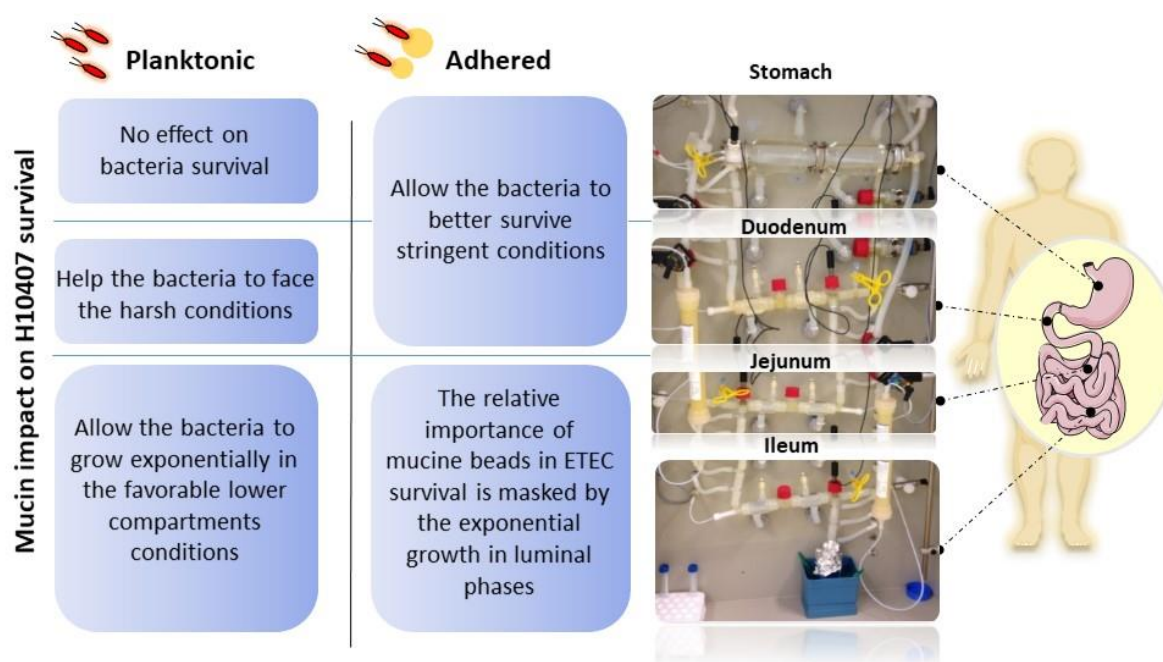 Mucin impact on H10407 survival
Planktonic
Adhered
No effect on
bacteria survival
Help the bacteria to face
the harsh conditions
Allow the bacteria to
grow exponentially in
the favorable lower
compartments
conditions
Allow the bacteria to
better survive
stringent conditions
The relative
importance of
mucine beads in ETEC
survival is masked by
the exponential
growth in luminal
phases
Stomach
Duodenum
Jejunum
Ileum